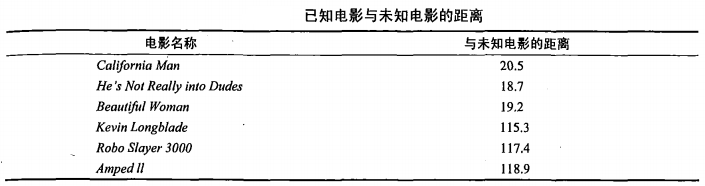 已知电影与未知电影的距离
电影名称 与未知电影的距离
California Man 20.5
He's Not Really into Dudes 18.7
Beautiful Woman 19.2
Kevin Longblade 115.3
Robo Slayer 3000 117.4
Amped ll 118.9